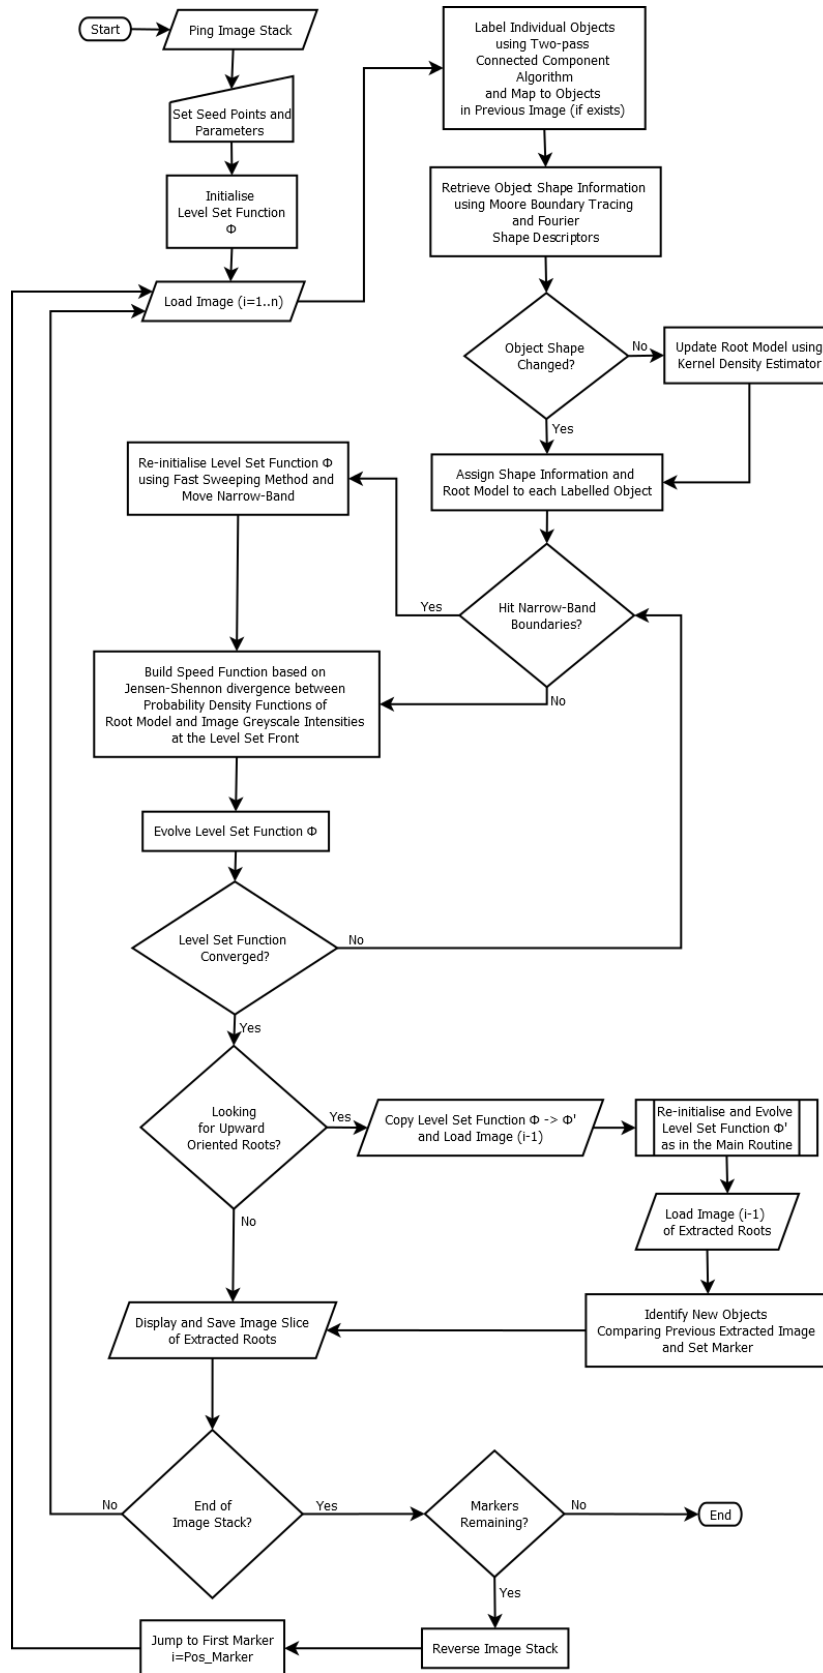 Start
Ping Image Stack
Set Seed Points and
Parameters
Initialise
Level Set Function
Φ
Load Image (i=1..n)
Label Individual Objects
using Two-pass
Connected Component
Algorithm
and Map to Objects
in Previous Image (if exists)
Retrieve Object Shape Information
using Moore Boundary Tracing
and Fourier
Shape Descriptors
Object Shape
Changed?
No
Update Root Model using
Kernel Density Estimator
Yes
Assign Shape Information and
Root Model to each Labelled Object
Hit Narrow-Band
Boundaries?
Yes
No
Re-initialise Level Set Function Φ
using Fast Sweeping Method and
Move Narrow-Band
Build Speed Function based on
Jensen-Shennon divergence between
Probability Density Functions of
Root Model and Image Greyscale Intensities
at the Level Set Front
Evolve Level Set Function Φ
Level Set Function
Converged?
No
Yes
Looking
for Upward
Oriented Roots?
Yes
No
Copy Level Set Function Φ -> Φ'
and Load Image (i-1)
Re-initialise and Evolve
Level Set Function Φ'
as in the Main Routine
Load Image (i-1)
of Extracted Roots
Identify New Objects
Comparing Previous Extracted Image
and Set Marker
Display and Save Image Slice
of Extracted Roots
End of
Image Stack?
No
Yes
Markers
Remaining?
No
End
Yes
Reverse Image Stack
Jump to First Marker
i=Pos_Marker